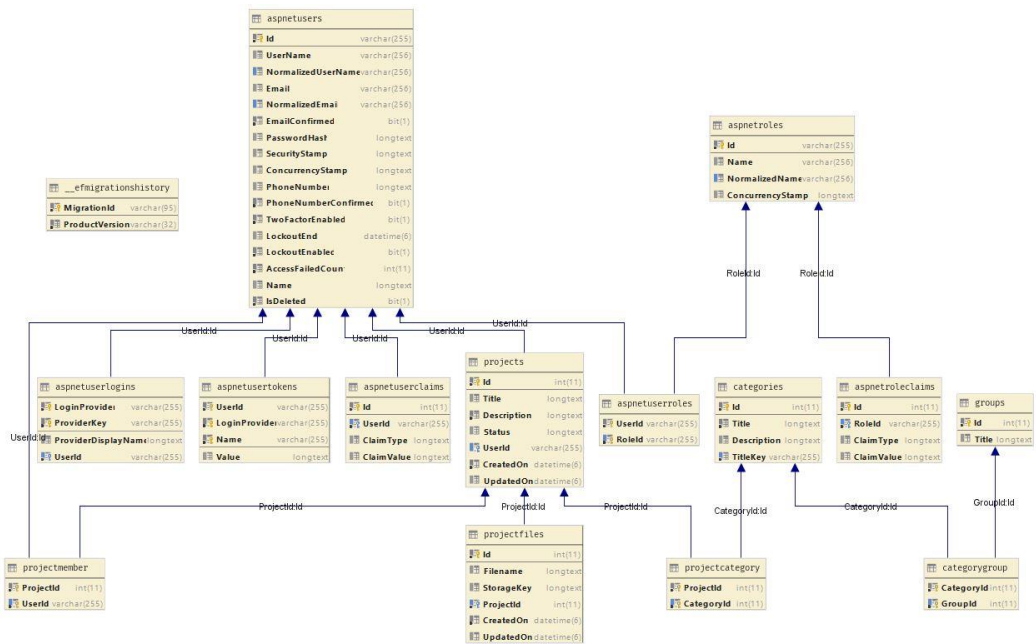 aspnetusers
Id varchar(255)
UserName varchar(256)
NormalizedUserName varchar(256)
Email varchar(256)
NormalizedEmai varchar(256)
EmailConfirmed bit(1)
PasswordHash longtext
SecurityStamp longtext
ConcurrencyStamp longtext
PhoneNumber longtext
PhoneNumberConfirmed bit(1)
TwoFactorEnabled bit(1)
LockoutEnd datetime(6)
LockoutEnabled bit(1)
AccessFailedCoun int(11)
Name longtext
IsDeleted bit(1)
aspnetroles
Id varchar(255)
Name varchar(256)
NormalizedName varchar(256)
ConcurrencyStamp longtext
__efmigrationshistory
MigrationId varchar(95)
ProductVersion varchar(32)
RoleId:Id
RoleId:Id
UserId:Id
UserId:Id
UserId:Id
UserId:Id
UserId:Id
UserId:Id
aspnetuserlogins
LoginProvider varchar(255)
ProviderKey varchar(255)
ProviderDisplayName longtext
UserId varchar(255)
aspnetusertokens
UserId varchar(255)
LoginProvider varchar(255)
Name varchar(255)
Value longtext
aspnetuserclaims
Id int(11)
UserId varchar(255)
ClaimType longtext
ClaimValue longtext
projects
Id int(11)
Title longtext
Description longtext
Status longtext
UserId varchar(255)
CreatedOn datetime(6)
UpdatedOn datetime(6)
aspnetuserroles
UserId varchar(255)
RoleId varchar(255)
categories
Id int(11)
Title longtext
Description longtext
TitleKey varchar(255)
aspnetroleclaims
Id int(11)
RoleId varchar(255)
ClaimType longtext
ClaimValue longtext
groups
Id int(11)
Title longtext
ProjectId:Id
ProjectId:Id
ProjectId:Id
CategoryId:Id
CategoryId:Id
GroupId:Id
projectmember
ProjectId int(11)
UserId varchar(255)
projectfiles
Id int(11)
Filename longtext
StorageKey longtext
ProjectId int(11)
CreatedOn datetime(6)
UpdatedOn datetime(6)
projectcategory
ProjectId int(11)
CategoryId int(11)
categorygroup
CategoryId int(11)
GroupId int(11)